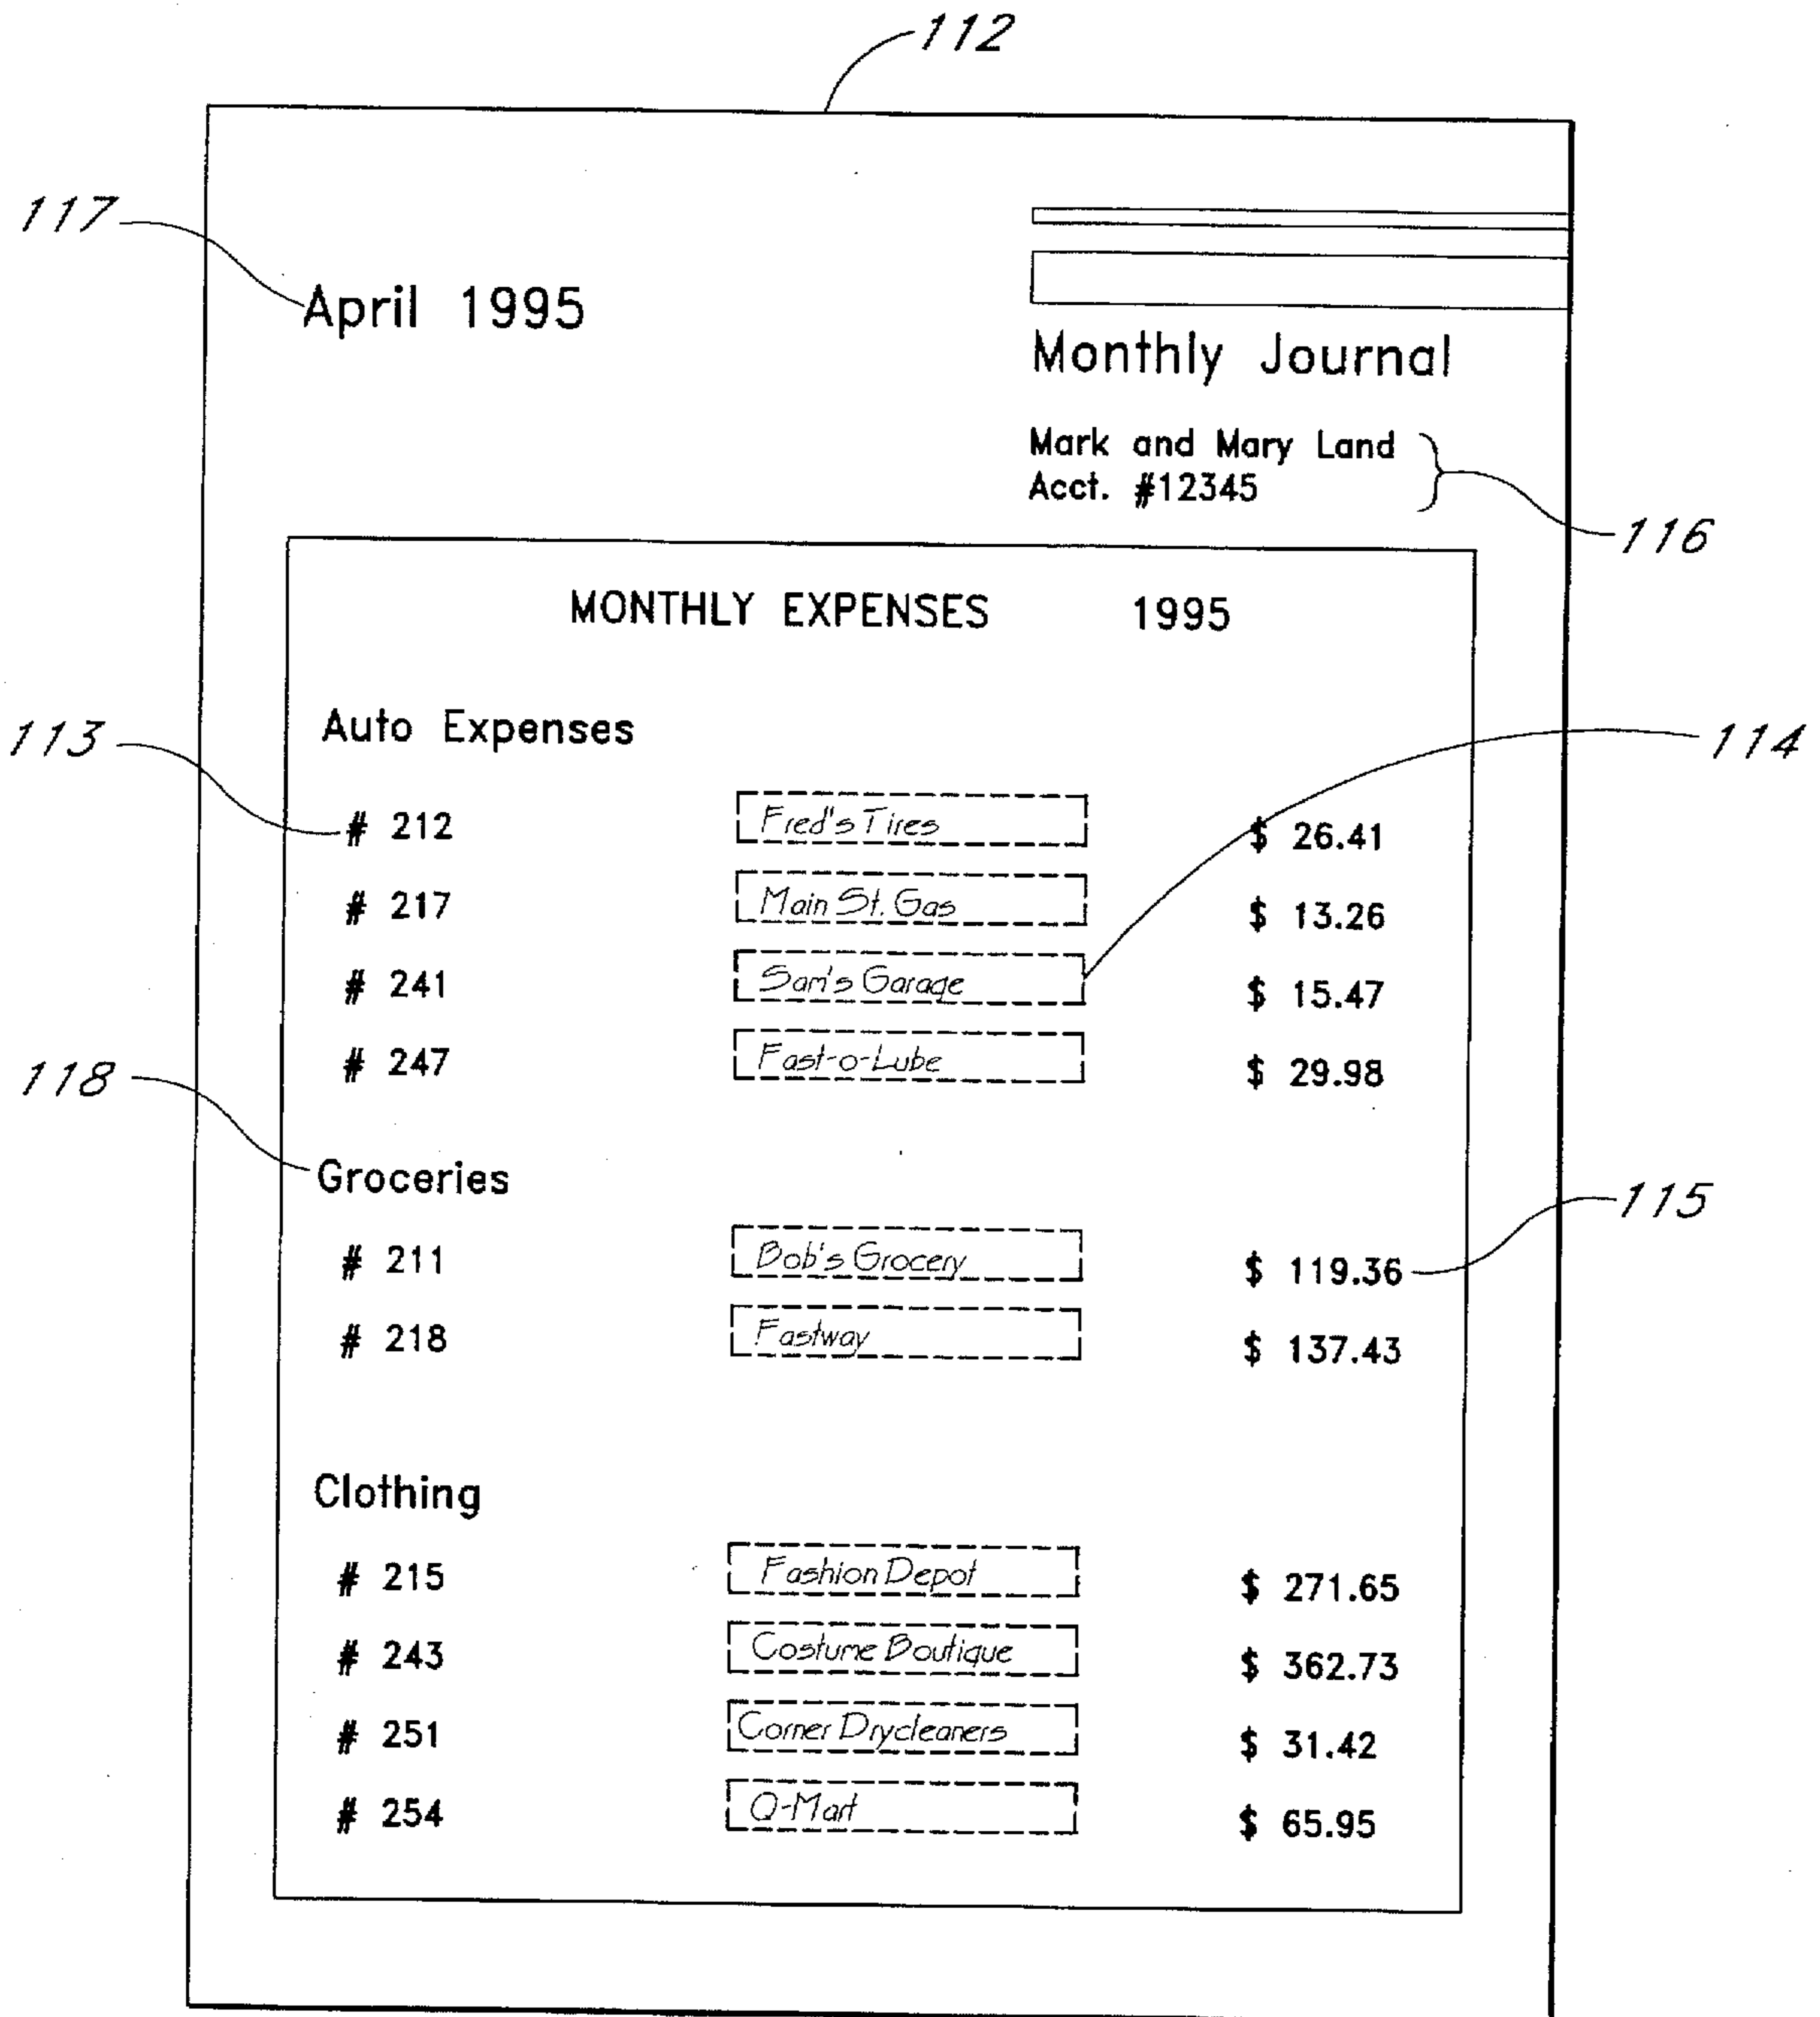 112
117
April 1995
Monthly Journal
Mark and Mary Land
Acct. #12345
116
MONTHLY EXPENSES 1995
Auto Expenses
113
114
# 212 Fred's Tires $ 26.41
# 217 Main St. Gas $ 13.26
# 241 Sam's Garage $ 15.47
# 247 Fast-o-Lube $ 29.98
118
Groceries
115
# 211 Bob's Grocery $ 119.36
# 218 Fastway $ 137.43
Clothing
# 215 Fashion Depot $ 271.65
# 243 Costume Boutique $ 362.73
# 251 Corner Drycleaners $ 31.42
# 254 Q-Mart $ 65.95